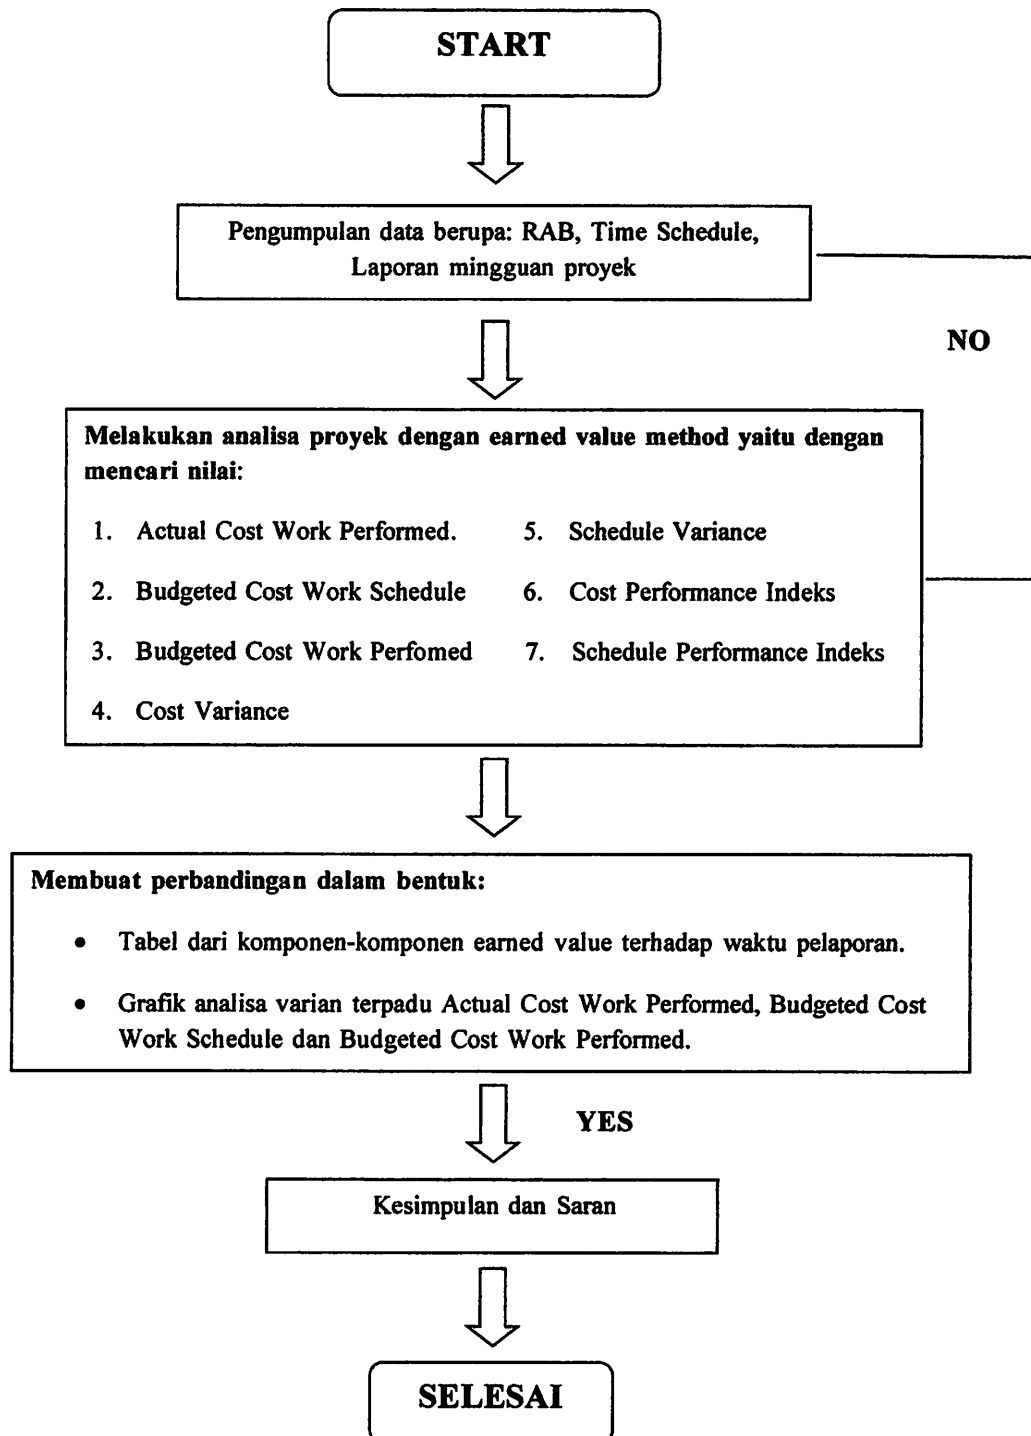 START
Pengumpulan data berupa: RAB, Time Schedule,
Laporan mingguan proyek
NO
Melakukan analisa proyek dengan earned value method yaitu dengan
mencari nilai:
1. Actual Cost Work Performed.
2. Budgeted Cost Work Schedule
3. Budgeted Cost Work Perfomed
4. Cost Variance
5. Schedule Variance
6. Cost Performance Indeks
7. Schedule Performance Indeks
Membuat perbandingan dalam bentuk:
• Tabel dari komponen-komponen earned value terhadap waktu pelaporan.
• Grafik analisa varian terpadu Actual Cost Work Performed, Budgeted Cost
Work Schedule dan Budgeted Cost Work Performed.
YES
Kesimpulan dan Saran
SELESAI